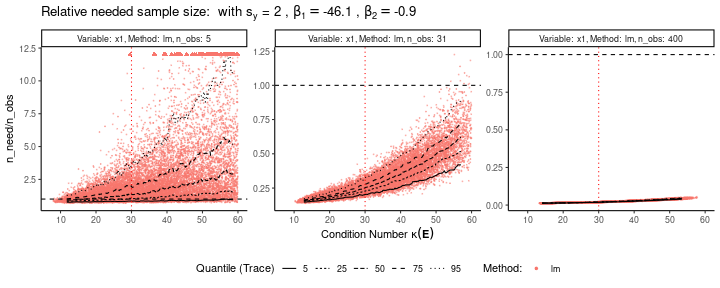 Relative needed sample size: with sy = 2 , β1 = -46.1 , β2 = -0.9
Variable: x1, Method: lm, n_obs: 5
Variable: x1, Method: lm, n_obs: 31
Variable: x1, Method: lm, n_obs: 400
n_need/n_obs
12.5
10.0
7.5
5.0
2.5
10 20 30 40 50 60
1.25
1.00
0.75
0.50
0.25
10 20 30 40 50 60
1.00
0.75
0.50
0.25
0.00
10 20 30 40 50 60
Condition Number κ(E)
Quantile (Trace) 5 25 50 75 95 Method: lm